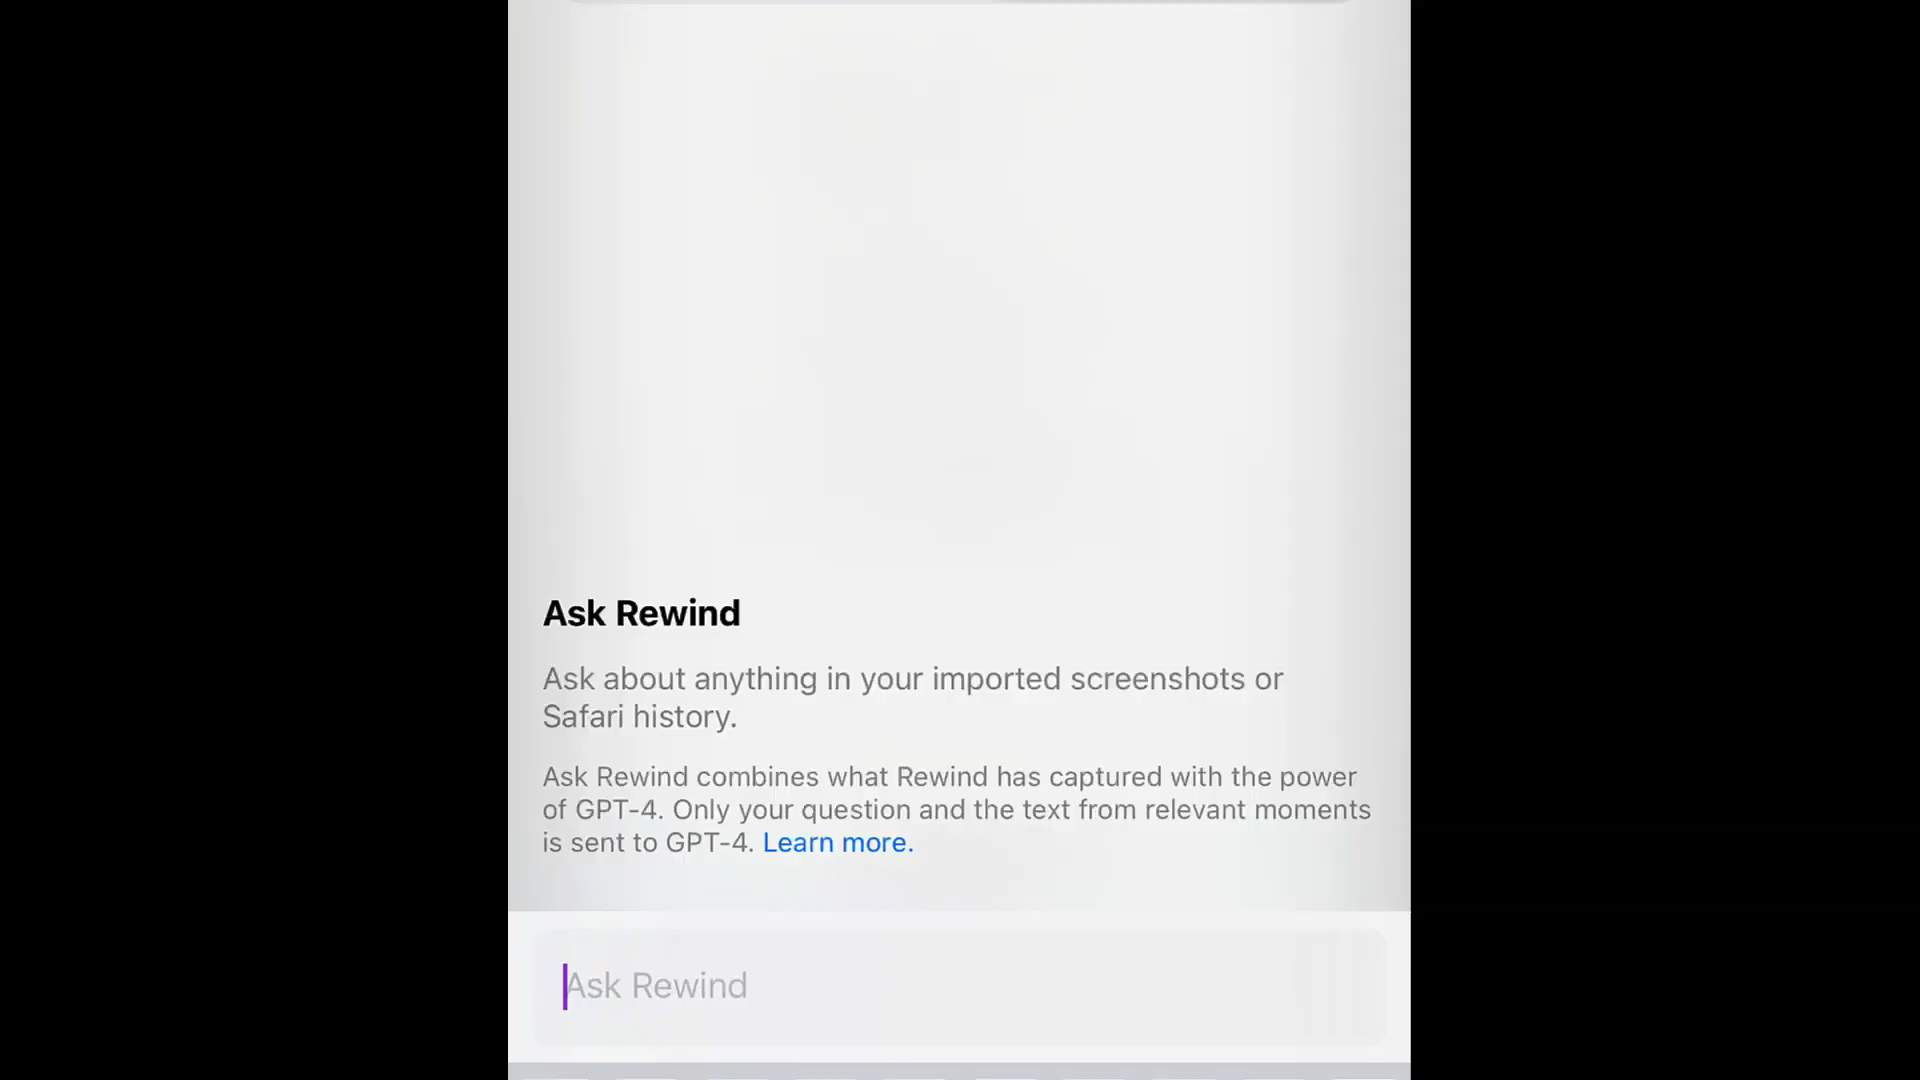 Ask Rewind
Ask about anything in your imported screenshots or
Safari history.
Ask Rewind combines what Rewind has captured with the power
of GPT-4. Only your question and the text from relevant moments
is sent to GPT-4. Learn more.
Ask Rewind